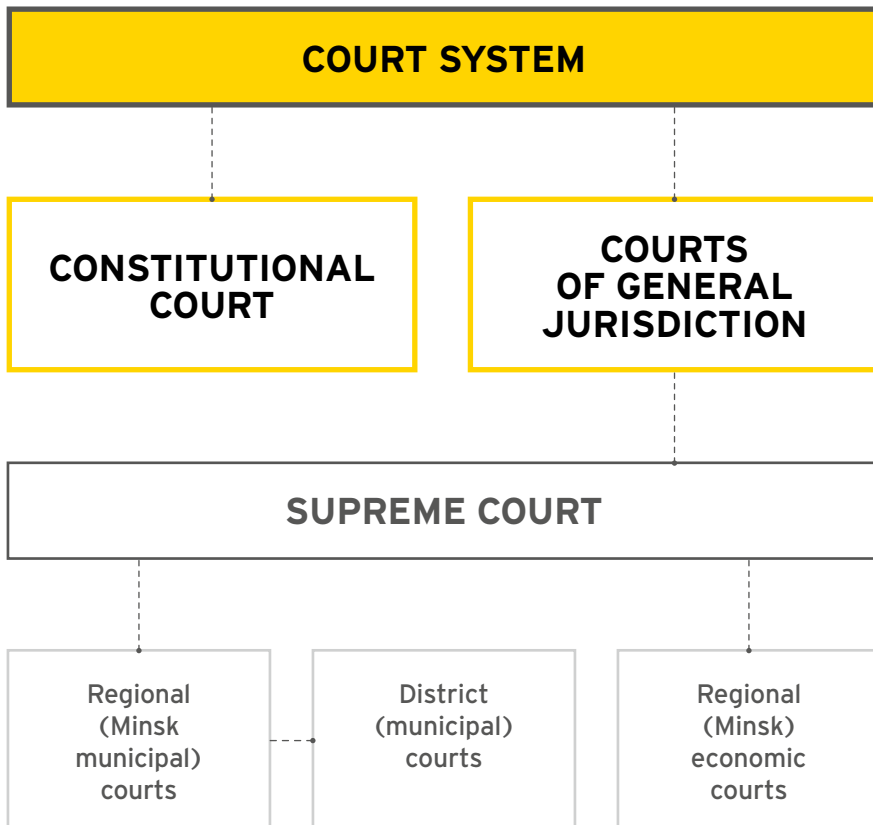 COURT SYSTEM
CONSTITUTIONAL
COURT
COURTS
OF GENERAL
JURISDICTION
SUPREME COURT
Regional
(Minsk
municipal)
courts
District
(municipal)
courts
Regional
(Minsk)
economic
courts